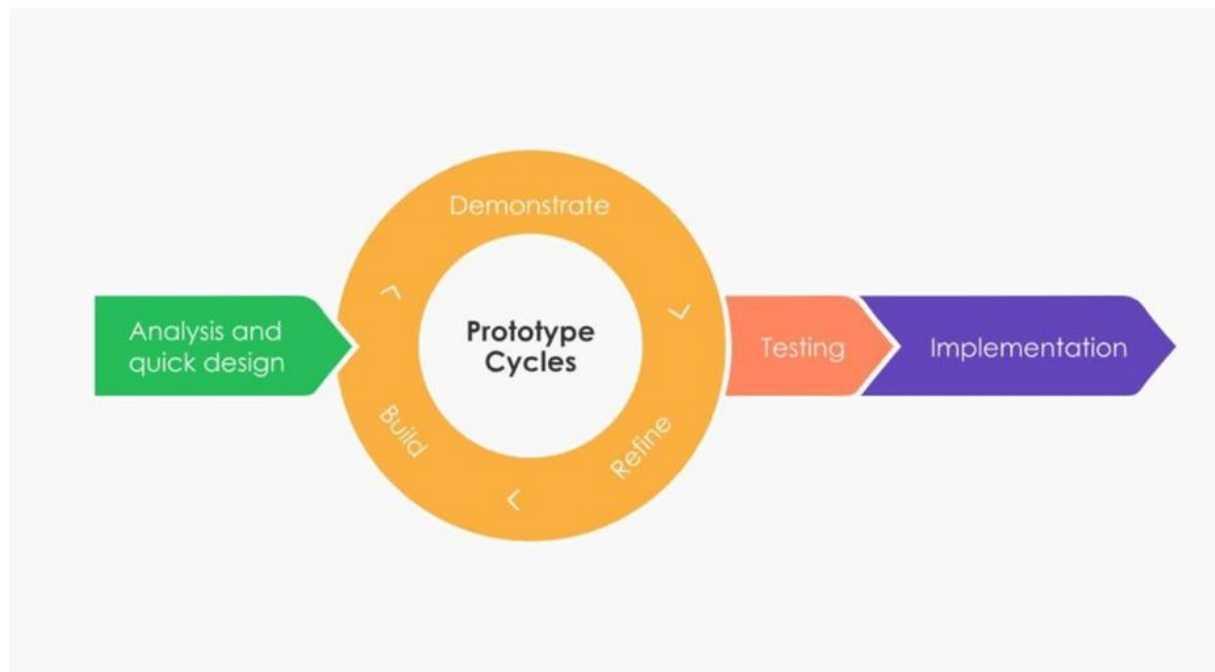 Analysis and
quick design
Demonstrate
Refine
Build
Prototype
Cycles
Testing
Implementation